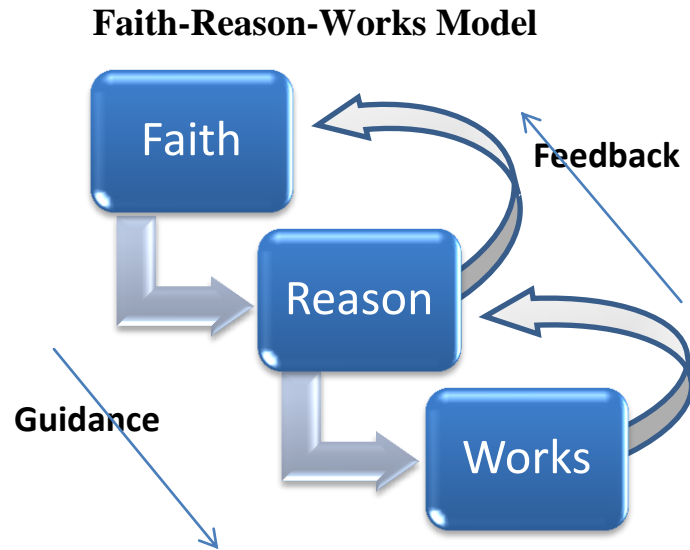 Faith-Reason-Works Model
Faith
Feedback
Reason
Guidance
Works